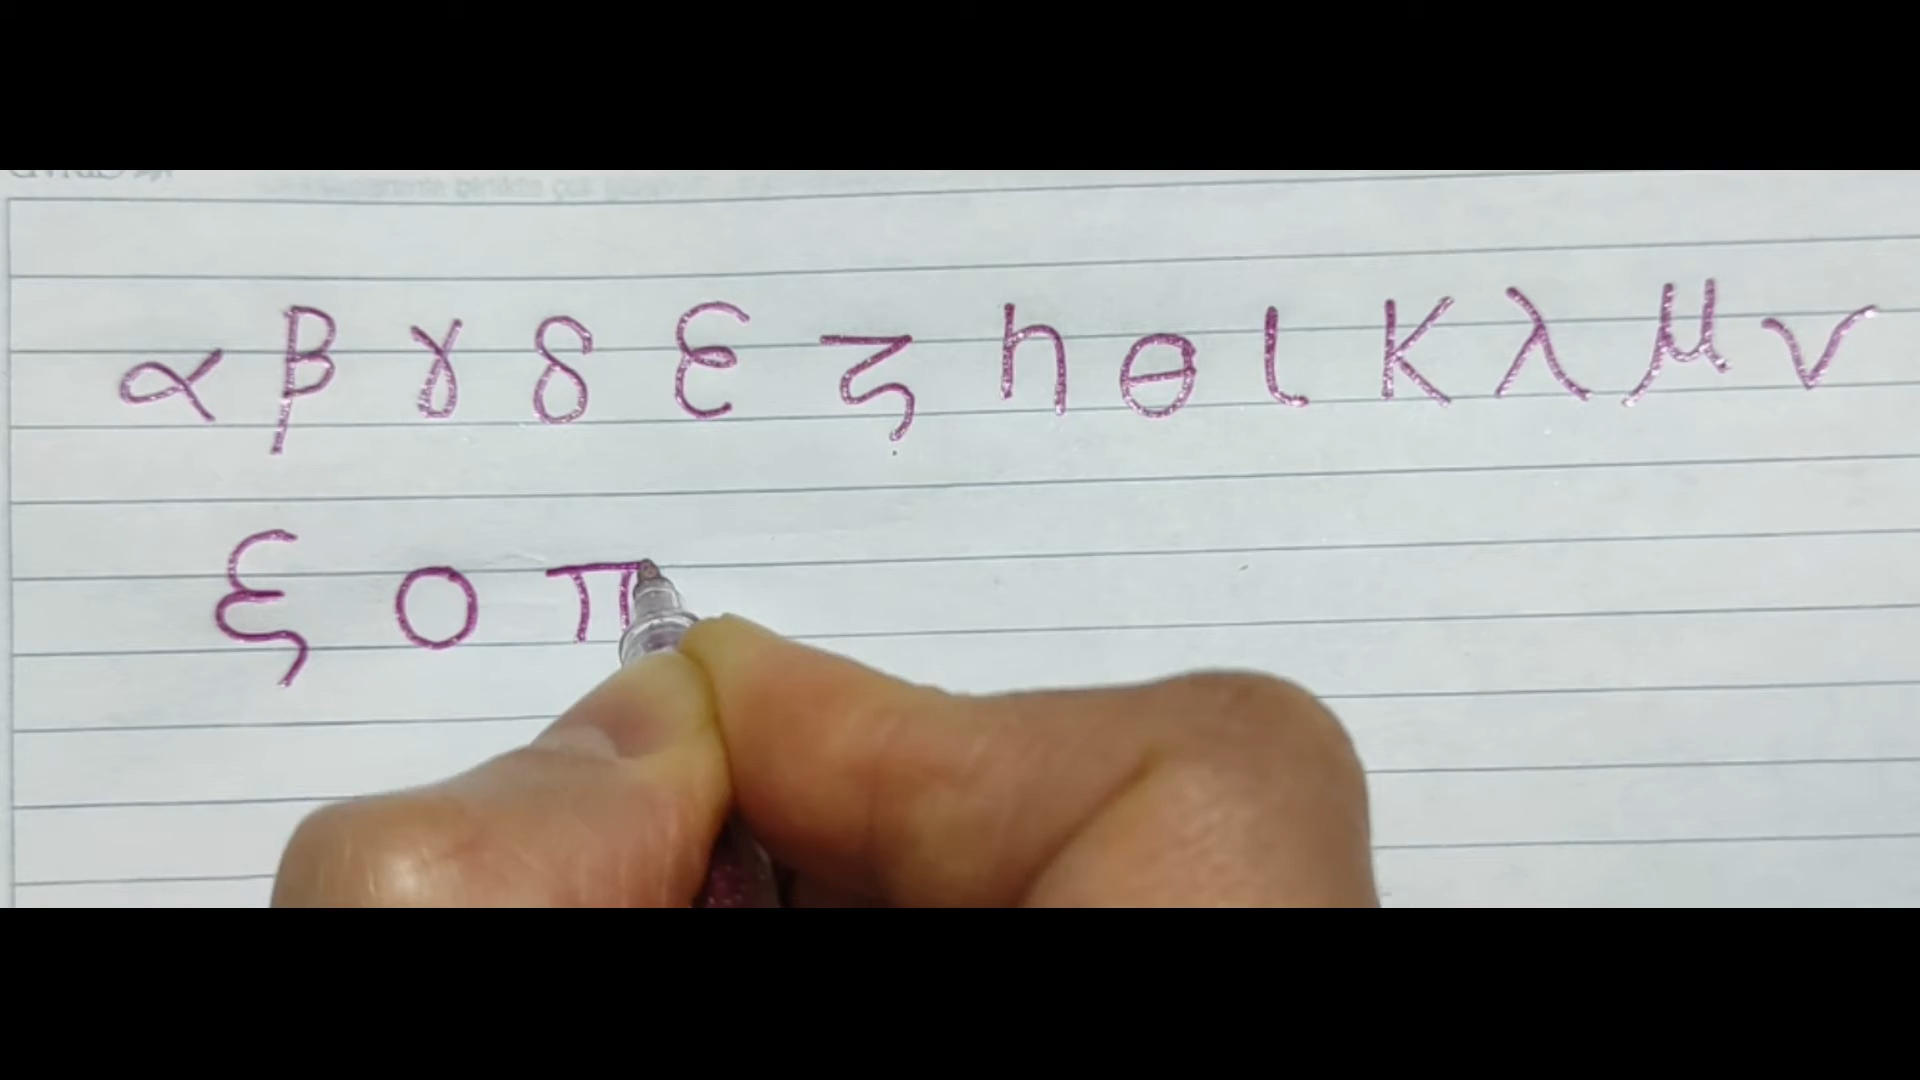 α β γ δ ε ζ η θ ι κ λ μ ν
ξ ο π